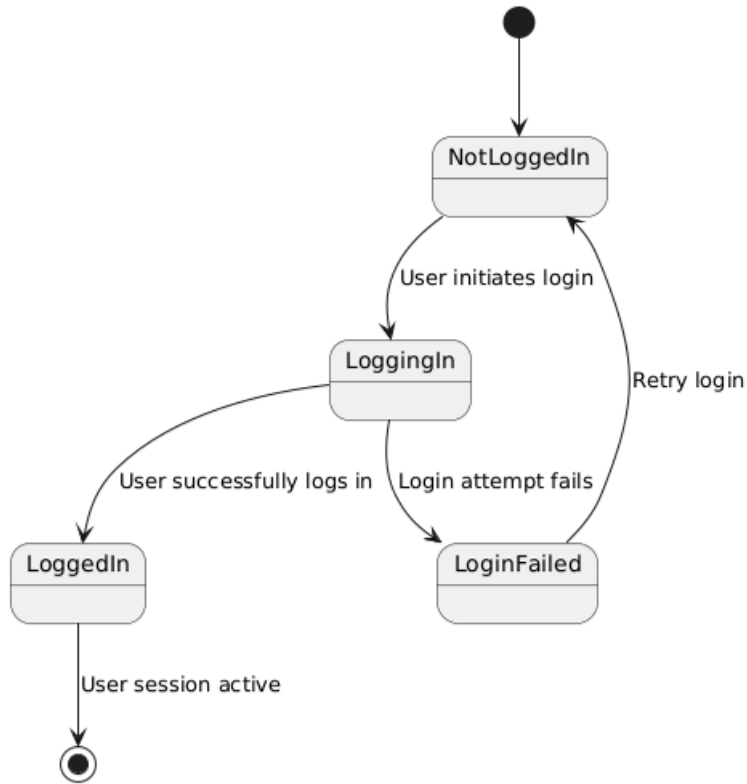 NotLoggedIn
User initiates login
LoggingIn
Retry login
User successfully logs in
Login attempt fails
LoggedIn
LoginFailed
User session active